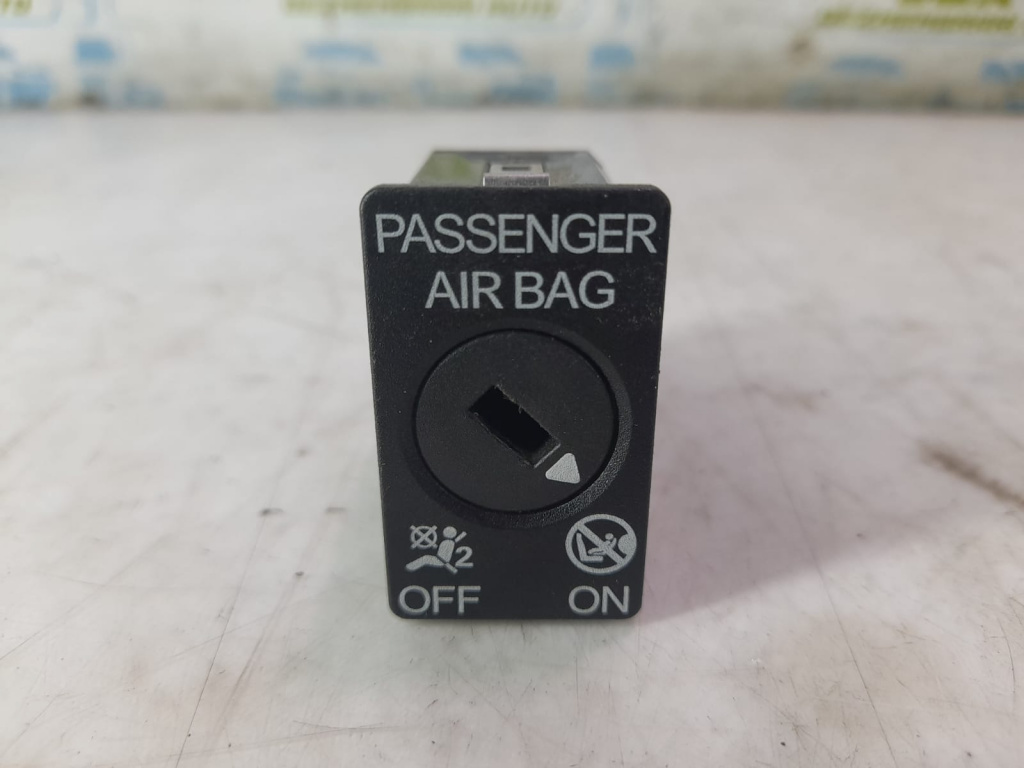 PASSENGER
AIR BAG
2
OFF ON